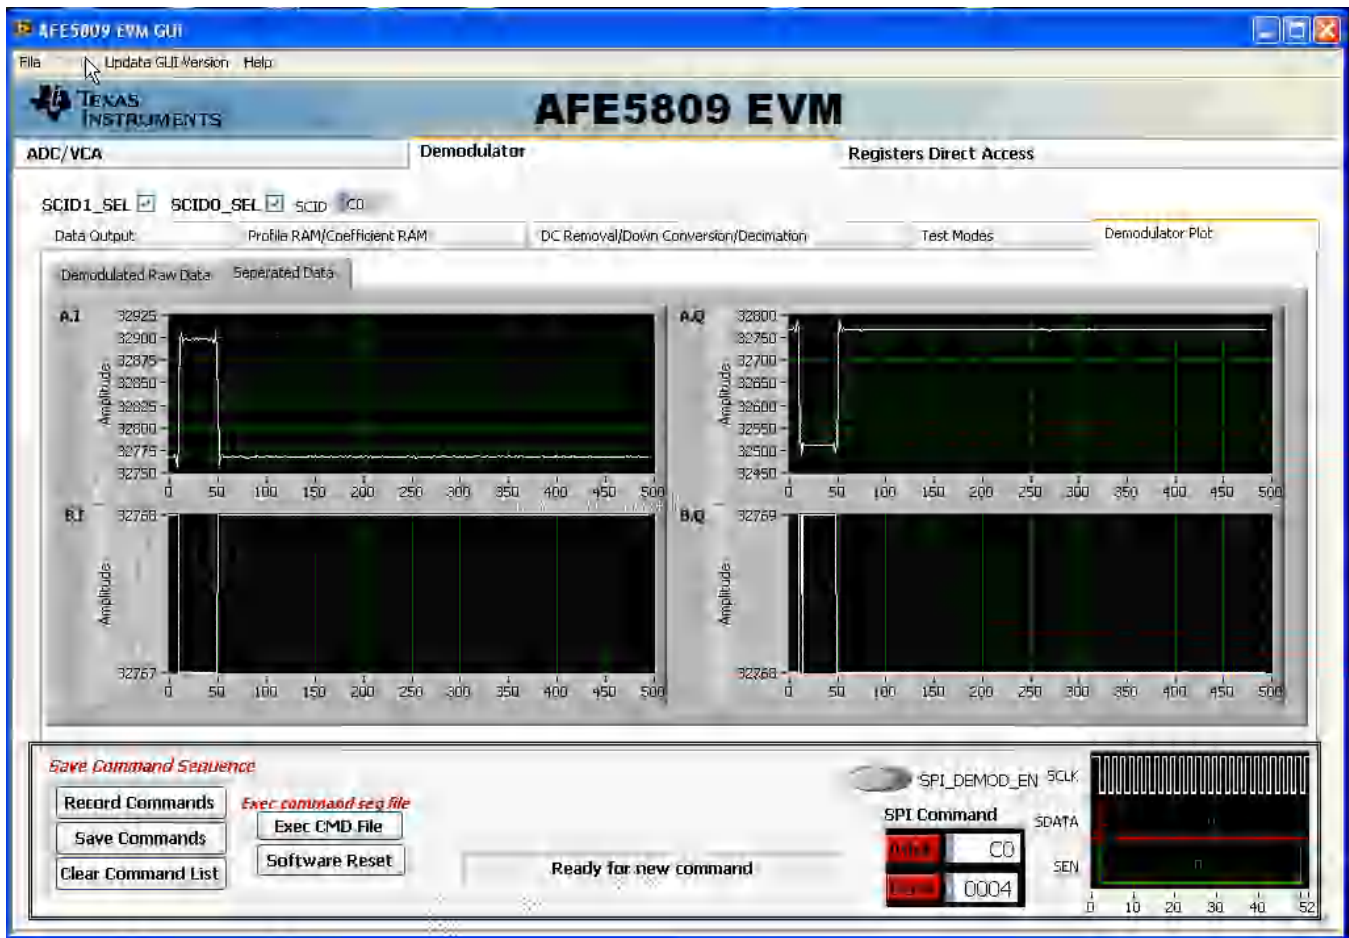 AFE5809 EVM GUI
File Update GUI Version Help
TEXAS INSTRUMENTS
AFE5809 EVM
ADC/VCA Demodulator Registers Direct Access
SCID1_SEL SCID0_SEL SCID C0
Data Output Profile RAM/Coefficient RAM DC Removal/Down Conversion/Decimation Test Modes Demodulator Plot
Demodulated Raw Data Seperated Data
A.I
Amplitude
32925
32900
32875
32850
32825
32800
32775
32750
0 50 100 150 200 250 300 350 400 450 500
A.Q
Amplitude
32800
32750
32700
32650
32600
32550
32500
32450
0 50 100 150 200 250 300 350 400 450 500
B.I
Amplitude
32768
32767
0 50 100 150 200 250 300 350 400 450 500
B.Q
Amplitude
32769
32768
0 50 100 150 200 250 300 350 400 450 500
Save Command Sequence
Record Commands
Save Commands
Clear Command List
Exec command seq file
Exec CMD File
Software Reset
Ready for new command
SPI_DEMOD_EN
SPI Command
C0
0004
SCLK
SDATA
SEN
0 10 20 30 40 52